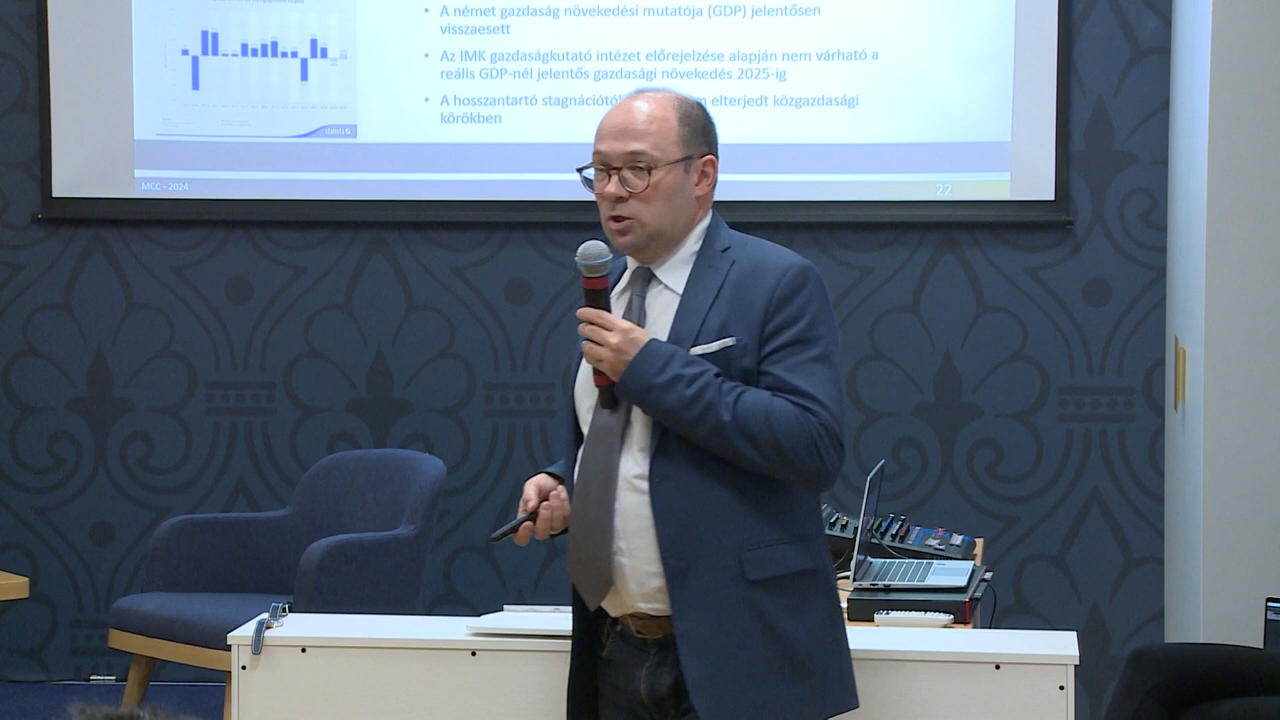 • A német gazdaság növekedési mutatója (GDP) jelentősen
visszaesett
• Az IMK gazdaságkutató intézet előrejelzése alapján nem várható a
reális GDP-nél jelentős gazdasági növekedés 2025-ig
• A hosszantartó stagnációtól elterjedt közgazdasági
körökben
statista
MCC - 2024
22